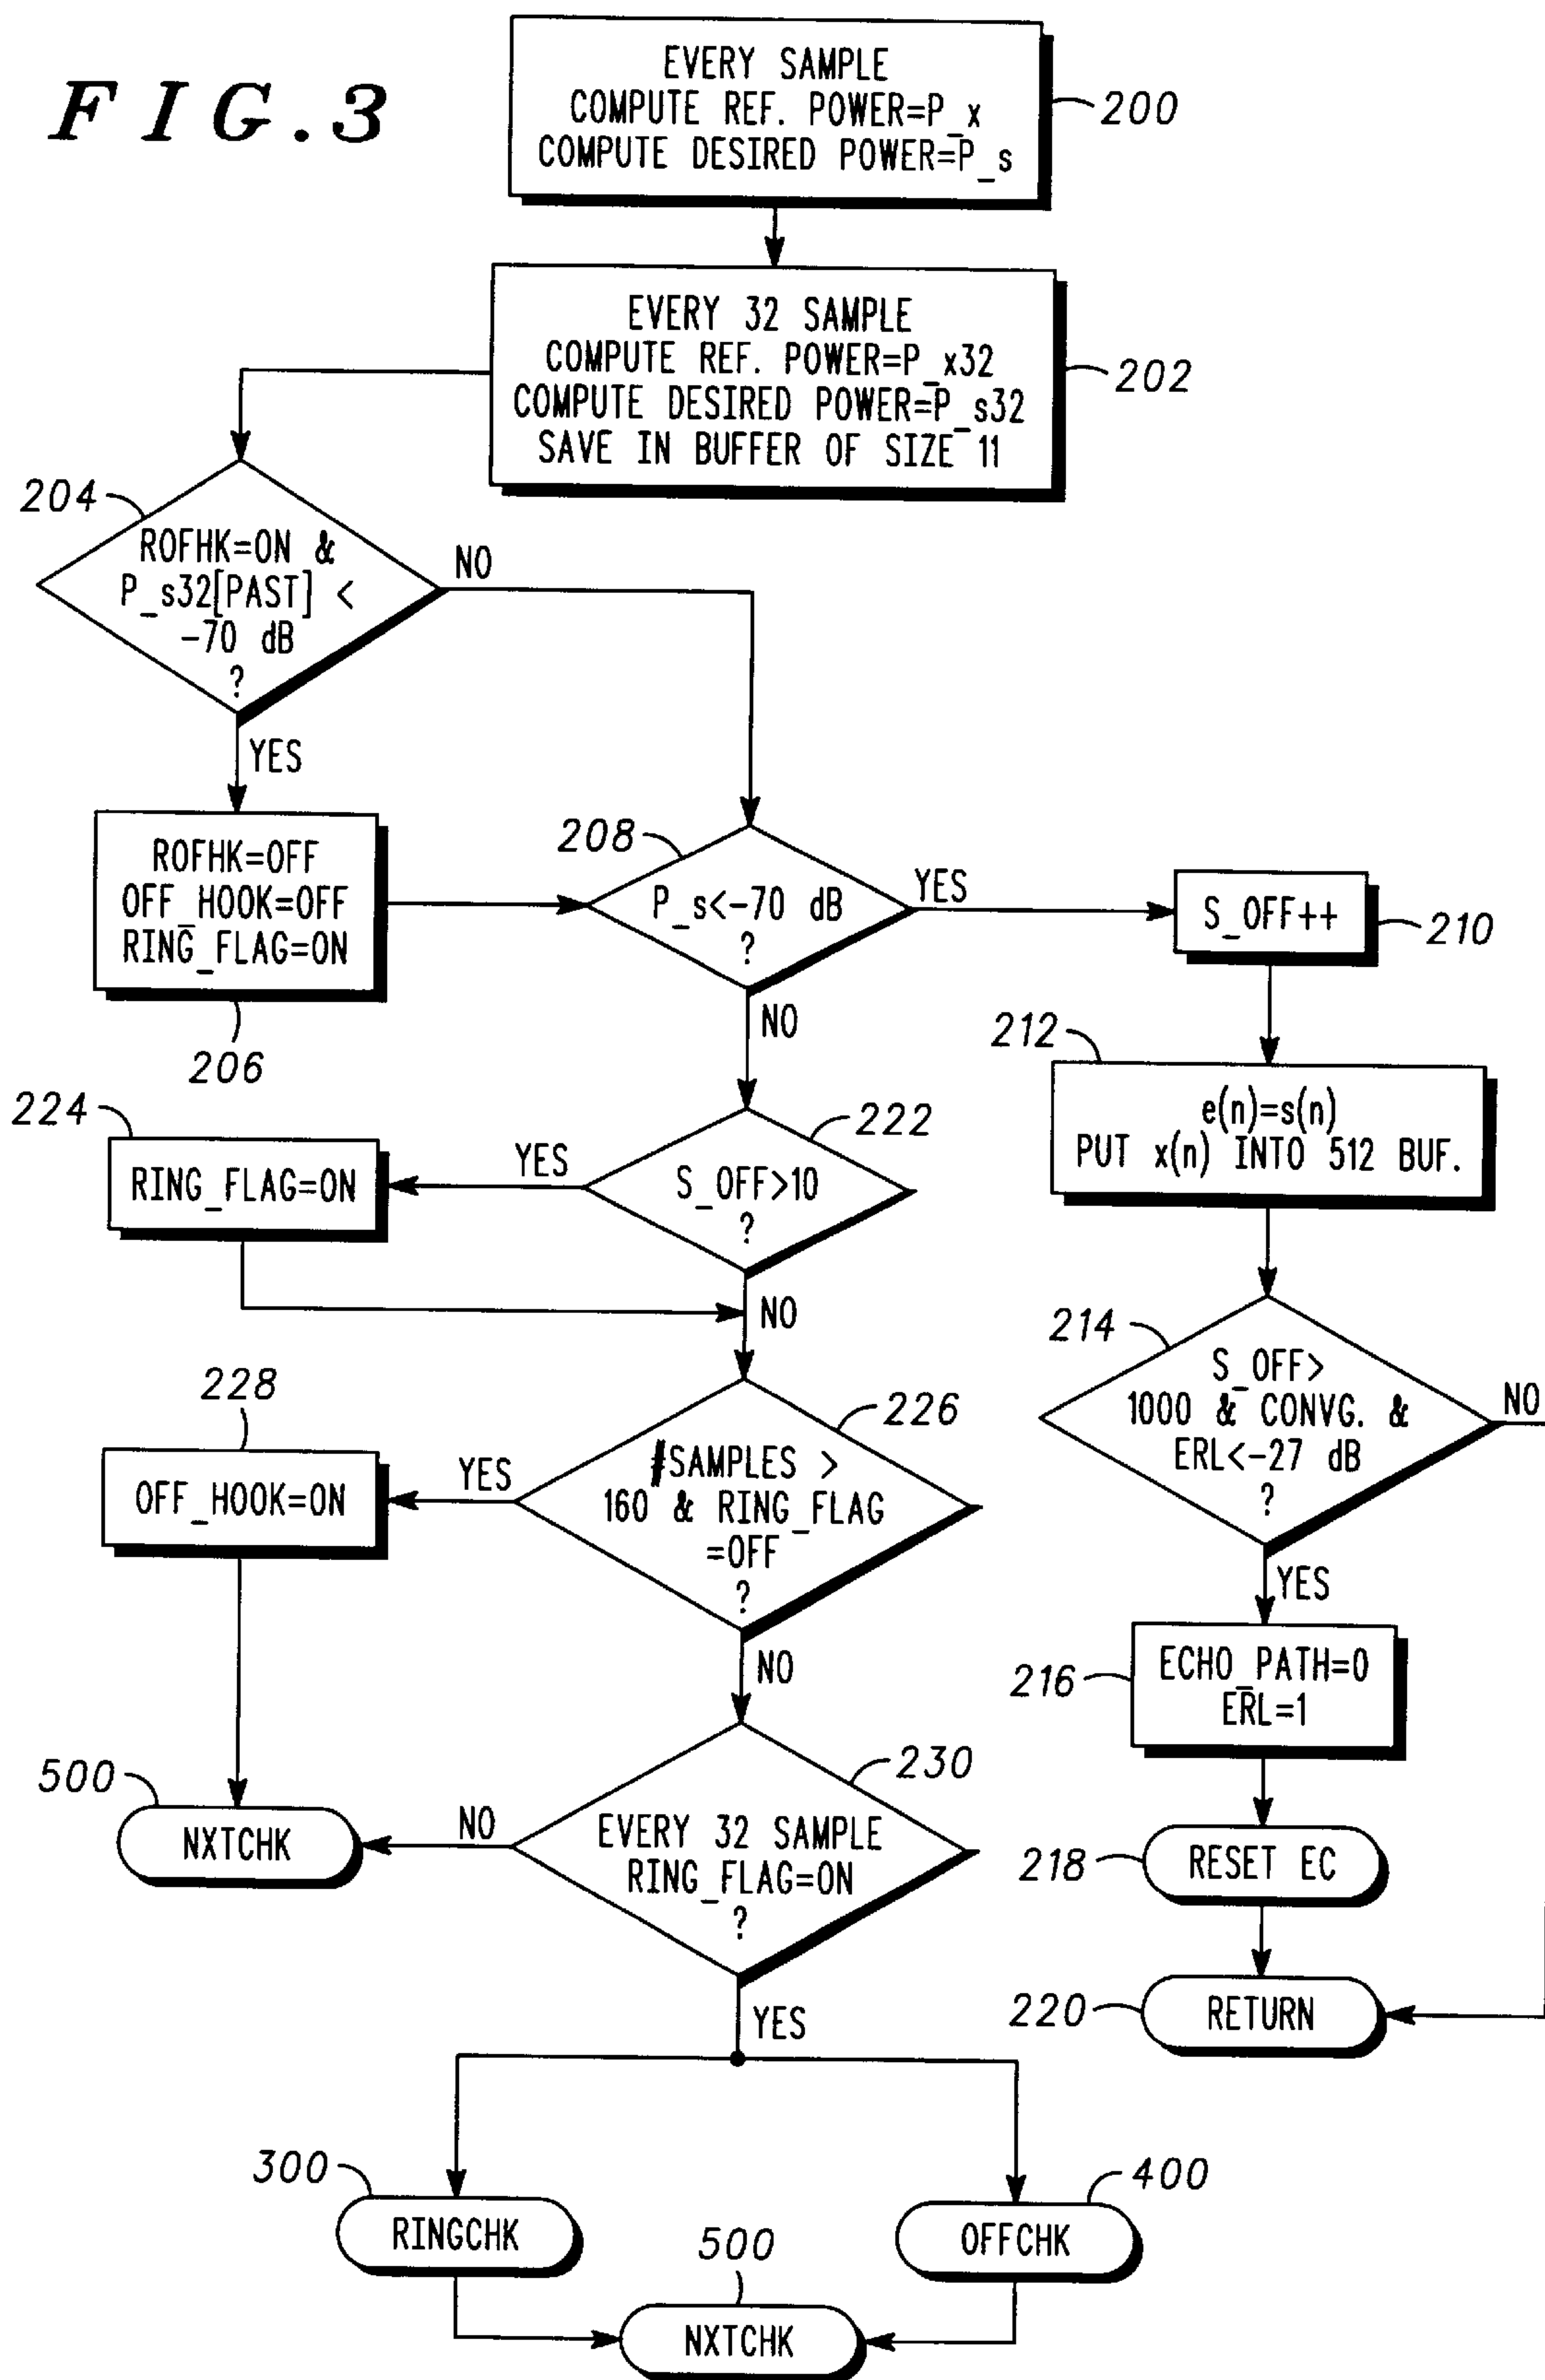 FIG.3
EVERY SAMPLE
COMPUTE REF. POWER=P_x
COMPUTE DESIRED POWER=P_s
200
EVERY 32 SAMPLE
COMPUTE REF. POWER=P_x32
COMPUTE DESIRED POWER=P_s32
SAVE IN BUFFER OF SIZE 11
202
204
ROFHK=ON &
P_s32[PAST] <
-70 dB
?
NO
YES
ROFHK=OFF
OFF_HOOK=OFF
RING_FLAG=ON
206
208
P_s<-70 dB
?
YES
NO
S_OFF++
210
212
e(n)=s(n)
PUT x(n) INTO 512 BUF.
214
S_OFF>
1000 & CONVG. &
ERL<-27 dB
?
NO
YES
216
ECHO_PATH=0
ERL=1
218
RESET EC
220
RETURN
222
S_OFF>10
?
YES
NO
224
RING_FLAG=ON
226
#SAMPLES >
160 & RING_FLAG
=OFF
?
YES
NO
228
OFF_HOOK=ON
230
EVERY 32 SAMPLE
RING_FLAG=ON
?
NO
YES
500
NXTCHK
300
RINGCHK
400
OFFCHK
500
NXTCHK